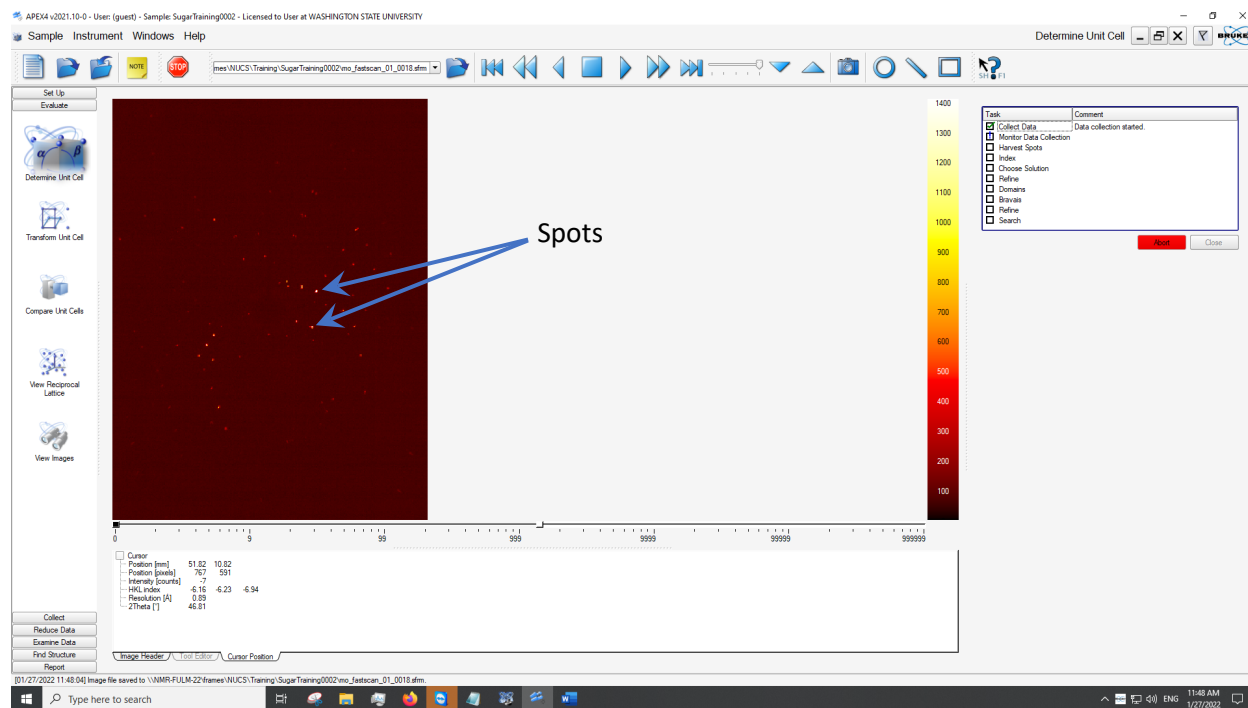 APEX4 v2021.10-0 - User: (guest) - Sample: SugarTraining0002 - Licensed to User at WASHINGTON STATE UNIVERSITY
Sample Instrument Windows Help
Determine Unit Cell
NOTE
STOP
mes\NUCS\Training\SugarTraining0002\mo_fastscan_01_0018.sfrm
Set Up
Evaluate
Determine Unit Cell
Transform Unit Cell
Compare Unit Cells
View Reciprocal
Lattice
View Images
Collect
Reduce Data
Examine Data
Find Structure
Report
Spots
1400
1300
1200
1100
1000
900
800
700
600
500
400
300
200
100
0 9 99 999 9999 99999 999999
Cursor
Position [mm] 51.82 10.82
Position [pixels] 767 591
Intensity [counts] -7
HKL index -6.16 -6.23 -6.94
Resolution [Å] 0.89
2Theta [°] 46.81
Image Header Tool Editor Cursor Position
Task Comment
Collect Data Data collection started.
Monitor Data Collection
Harvest Spots
Index
Choose Solution
Refine
Domains
Bravais
Refine
Search
Abort Close
[01/27/2022 11:48:04] Image file saved to \\NMR-FULM-22\frames\NUCS\Training\SugarTraining0002\mo_fastscan_01_0018.sfrm.
Type here to search
ENG
11:48 AM
1/27/2022